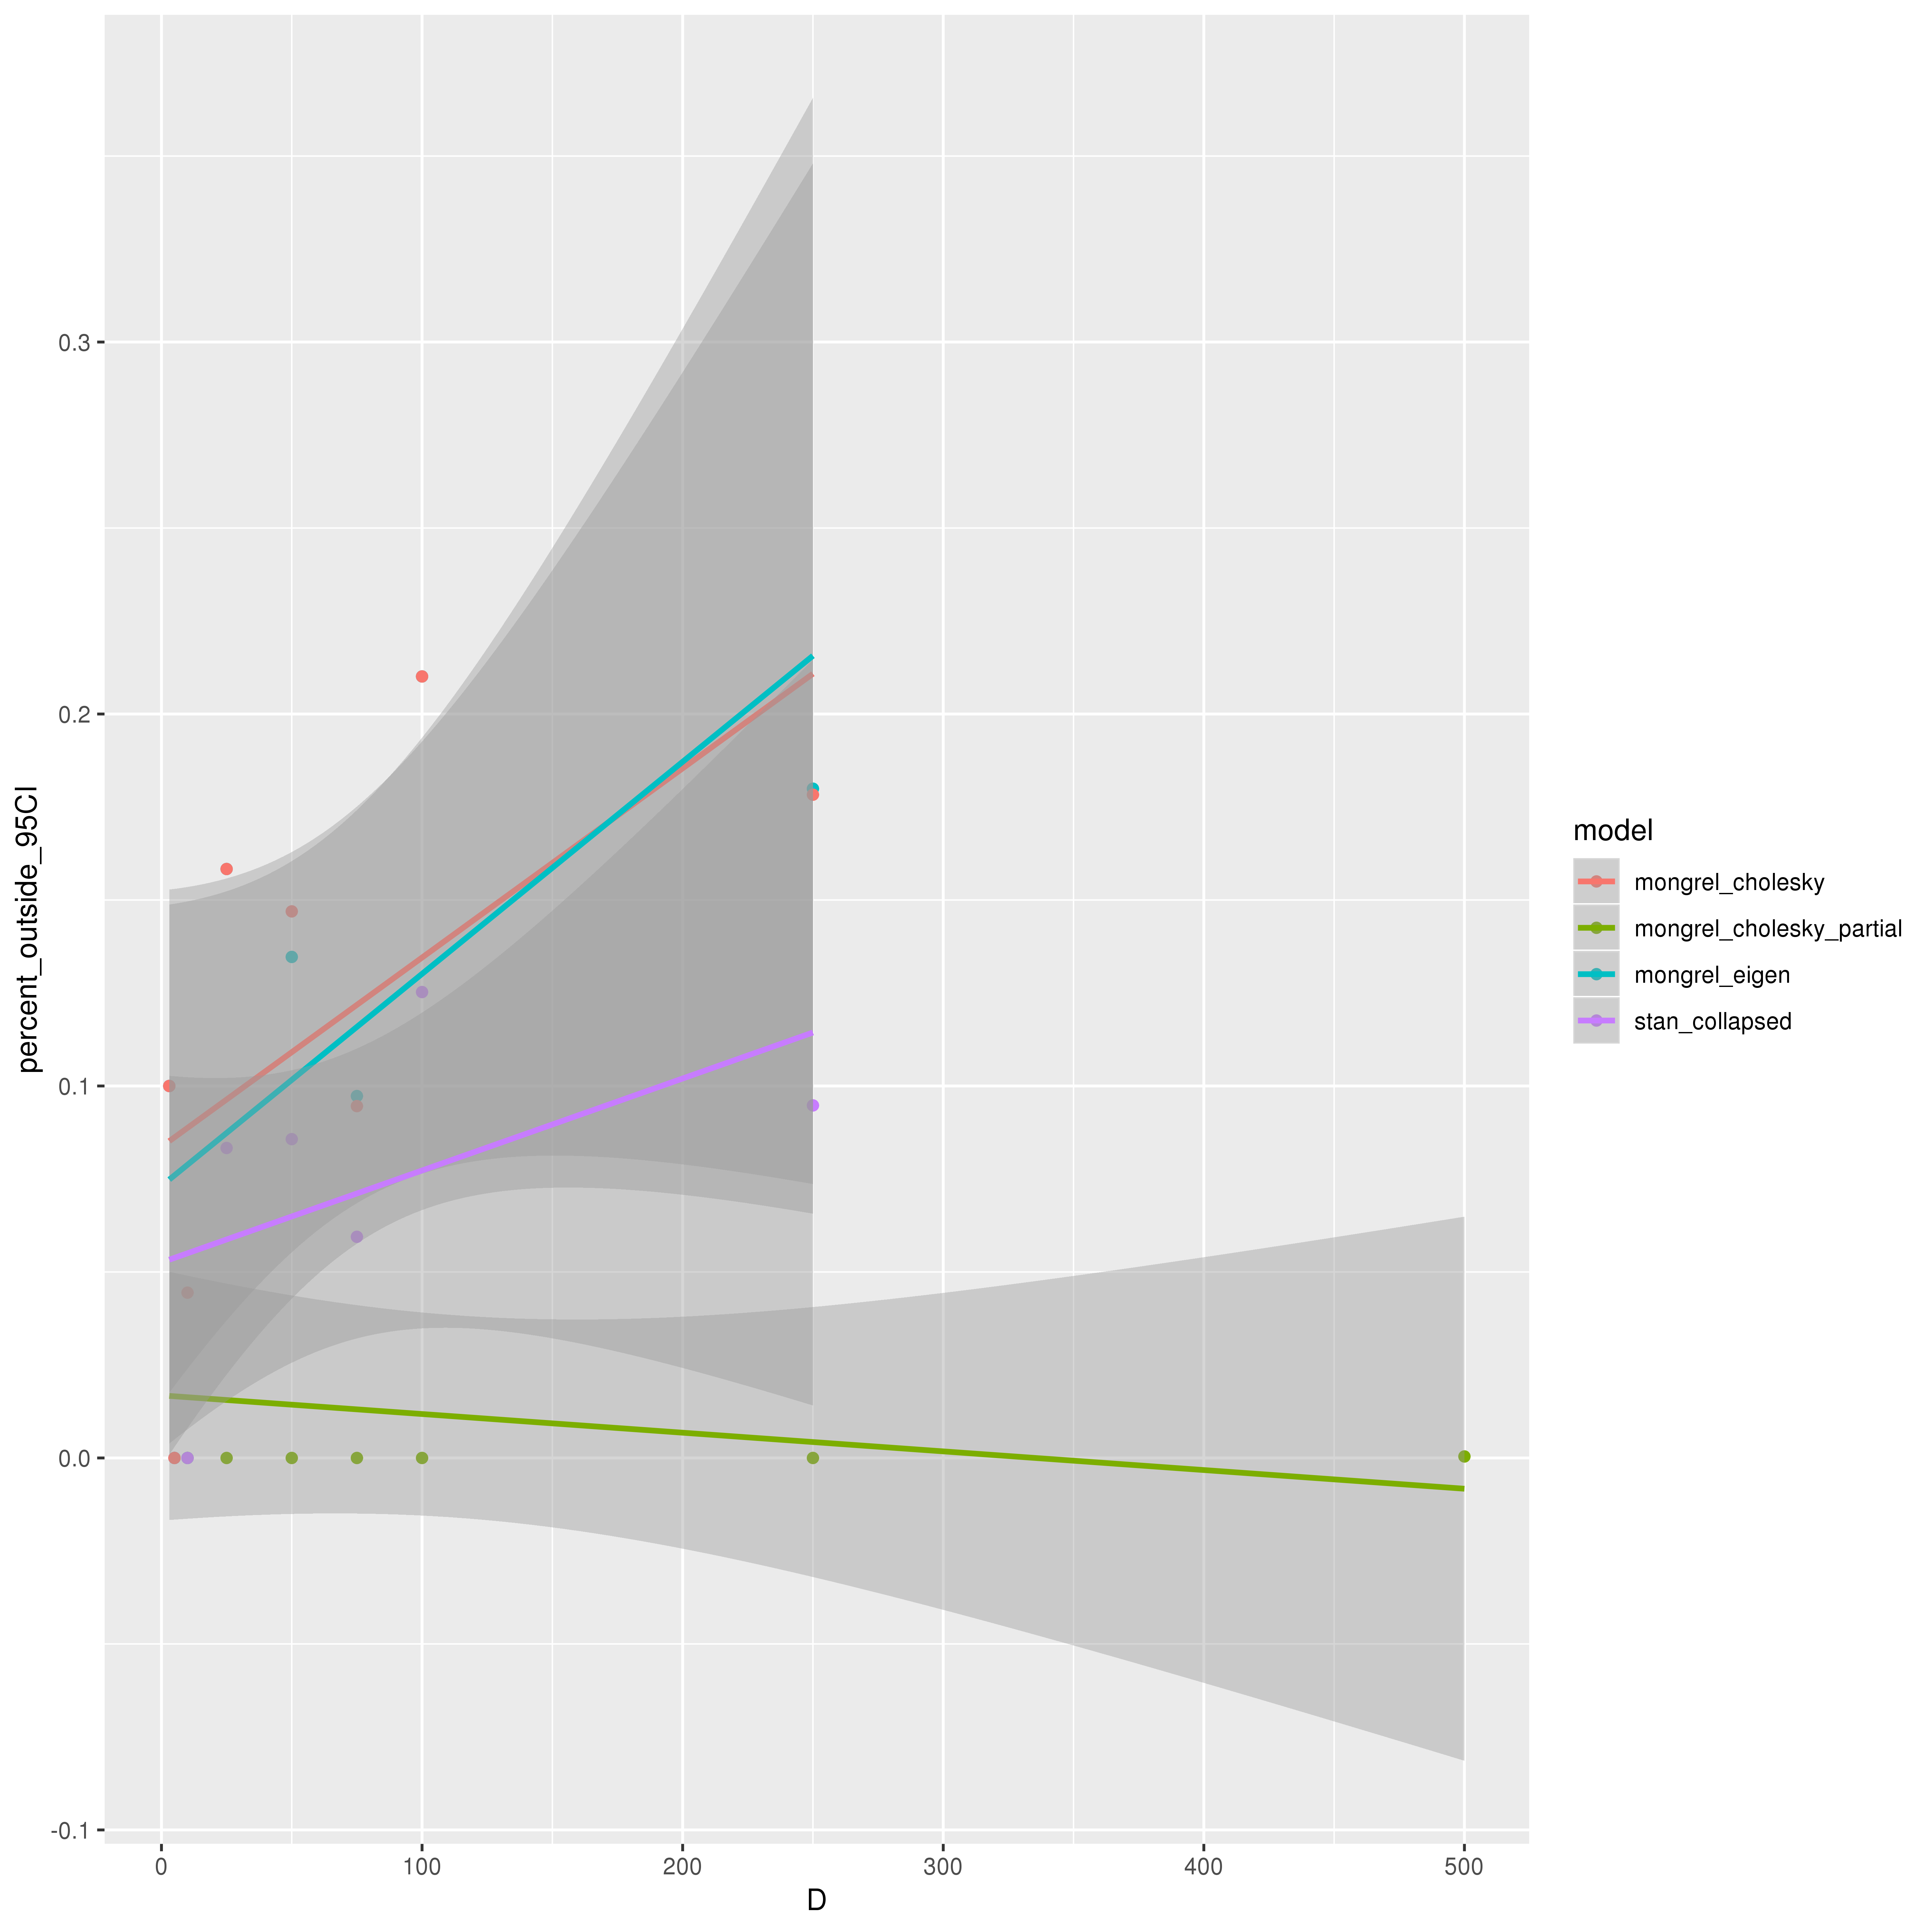 percent_outside_95CI
0.3
0.2
0.1
0.0
-0.1
0
100
200
300
400
500
D
model
mongrel_cholesky
mongrel_cholesky_partial
mongrel_eigen
stan_collapsed